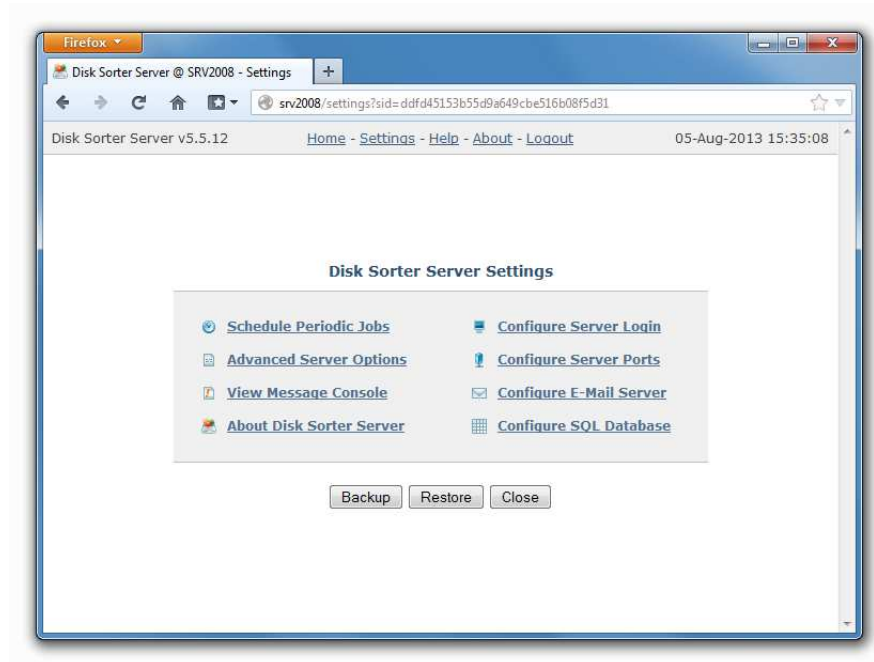 Firefox
Disk Sorter Server @ SRV2008 - Settings
srv2008/settings?sid=ddfd45153b55d9a649cbe516b08f5d31
Disk Sorter Server v5.5.12 Home - Settings - Help - About - Logout 05-Aug-2013 15:35:08
Disk Sorter Server Settings
Schedule Periodic Jobs Configure Server Login
Advanced Server Options Configure Server Ports
View Message Console Configure E-Mail Server
About Disk Sorter Server Configure SQL Database
Backup Restore Close